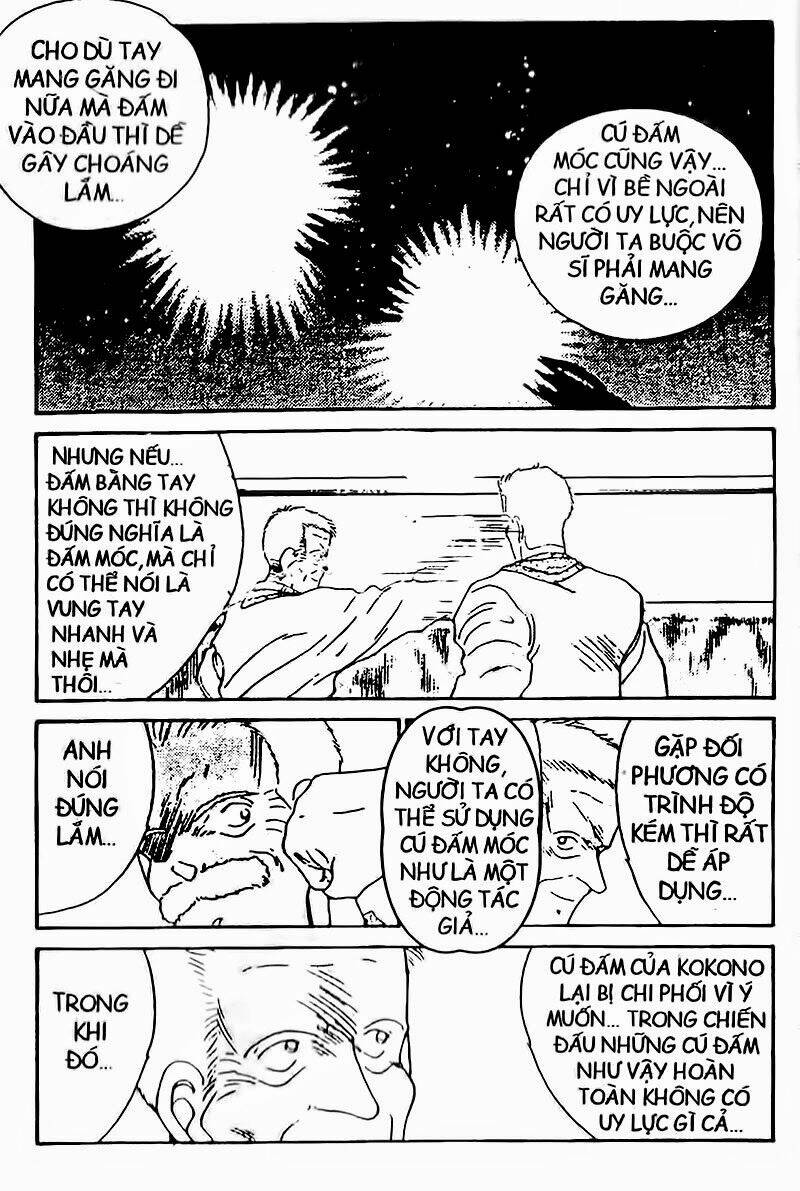 CHO DÙ TAY
MANG GĂNG ĐI
NỮA MÀ ĐẤM
VÀO ĐẦU THÌ DỄ
GÂY CHOÁNG
LẮM...
CÚ ĐẤM
MÓC CŨNG VẬY...
CHỈ VÌ BỀ NGOÀI
RẤT CÓ UY LỰC, NÊN
NGƯỜI TA BUỘC VÕ
SĨ PHẢI MANG
GĂNG...
NHƯNG NẾU...
ĐẤM BẰNG TAY
KHÔNG THÌ KHÔNG
ĐÚNG NGHĨA LÀ
ĐẤM MÓC, MÀ CHỈ
CÓ THỂ NÓI LÀ
VUNG TAY
NHANH VÀ
NHẸ MÀ
THÔI...
ANH
NÓI
ĐÚNG
LẮM...
VỚI TAY
KHÔNG,
NGƯỜI TA CÓ
THỂ SỬ DỤNG
CÚ ĐẤM MÓC
NHƯ LÀ MỘT
ĐỘNG TÁC
GIẢ...
GẶP ĐỐI
PHƯƠNG CÓ
TRÌNH ĐỘ
KÉM THÌ RẤT
DỄ ÁP
DỤNG...
TRONG
KHI
ĐÓ...
CÚ ĐẤM CỦA KOKONO
LẠI BỊ CHI PHỐI VÌ Ý
MUỐN... TRONG CHIẾN
ĐẤU NHỮNG CÚ ĐẤM
NHƯ VẬY HOÀN
TOÀN KHÔNG CÓ
UY LỰC GÌ CẢ...